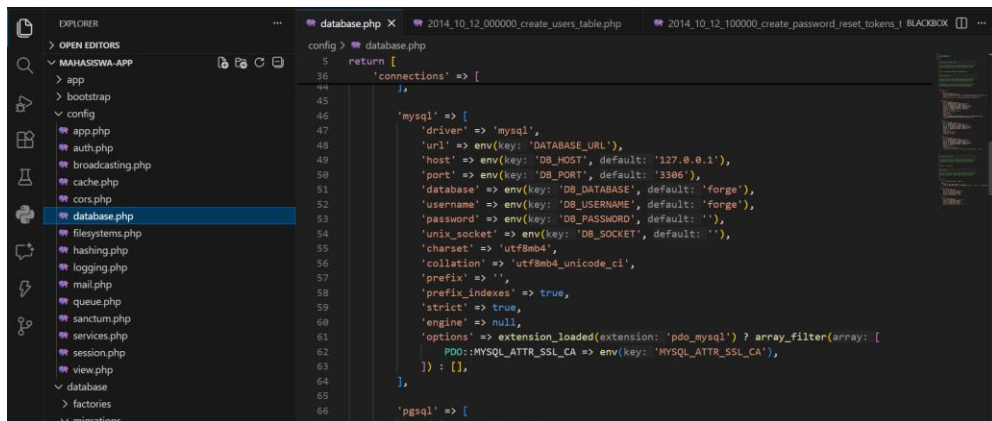 EXPLORER
OPEN EDITORS
MAHASISWA-APP
app
bootstrap
config
app.php
auth.php
broadcasting.php
cache.php
cors.php
database.php
filesystems.php
hashing.php
logging.php
mail.php
queue.php
sanctum.php
services.php
session.php
view.php
database
factories
migrations
database.php
2014_10_12_000000_create_users_table.php
2014_10_12_100000_create_password_reset_tokens_t
BLACKBOX
config > database.php
5 return [
36 'connections' => [
44 ],
45
46 'mysql' => [
47 'driver' => 'mysql',
48 'url' => env(key: 'DATABASE_URL'),
49 'host' => env(key: 'DB_HOST', default: '127.0.0.1'),
50 'port' => env(key: 'DB_PORT', default: '3306'),
51 'database' => env(key: 'DB_DATABASE', default: 'forge'),
52 'username' => env(key: 'DB_USERNAME', default: 'forge'),
53 'password' => env(key: 'DB_PASSWORD', default: ''),
54 'unix_socket' => env(key: 'DB_SOCKET', default: ''),
55 'charset' => 'utf8mb4',
56 'collation' => 'utf8mb4_unicode_ci',
57 'prefix' => '',
58 'prefix_indexes' => true,
59 'strict' => true,
60 'engine' => null,
61 'options' => extension_loaded(extension: 'pdo_mysql') ? array_filter(array: [
62 PDO::MYSQL_ATTR_SSL_CA => env(key: 'MYSQL_ATTR_SSL_CA'),
63 ]) : [],
64 ],
65
66 'pgsql' => [